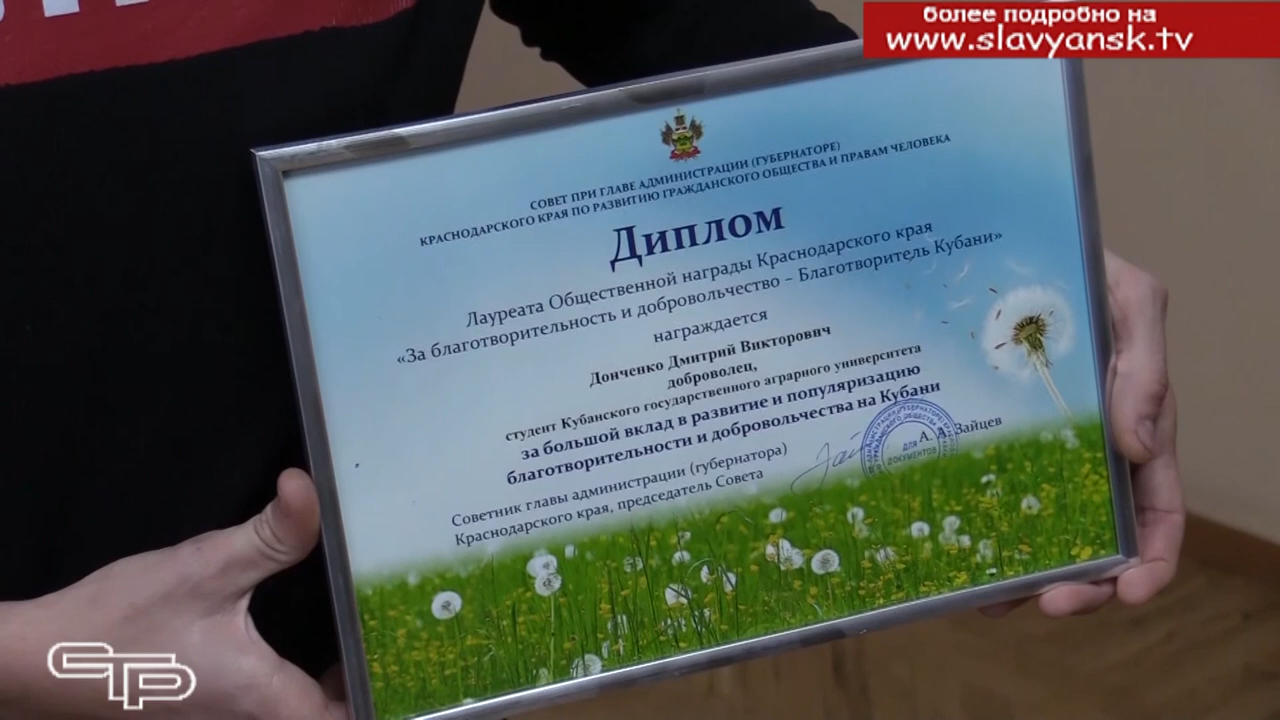 более подробно на
www.slavyansk.tv
СОВЕТ ПРИ ГЛАВЕ АДМИНИСТРАЦИИ (ГУБЕРНАТОРЕ)
КРАСНОДАРСКОГО КРАЯ ПО РАЗВИТИЮ ГРАЖДАНСКОГО ОБЩЕСТВА И ПРАВАМ ЧЕЛОВЕКА
Диплом
Лауреата Общественной награды Краснодарского края
«За благотворительность и добровольчество – Благотворитель Кубани»
награждается
Донченко Дмитрий Викторович
доброволец,
студент Кубанского государственного аграрного университета
за большой вклад в развитие и популяризацию
благотворительности и добровольчества на Кубани
Советник главы администрации (губернатора)
Краснодарского края, председатель Совета
А. Зайцев
ДЛЯ
ДОКУМЕНТОВ
СТР